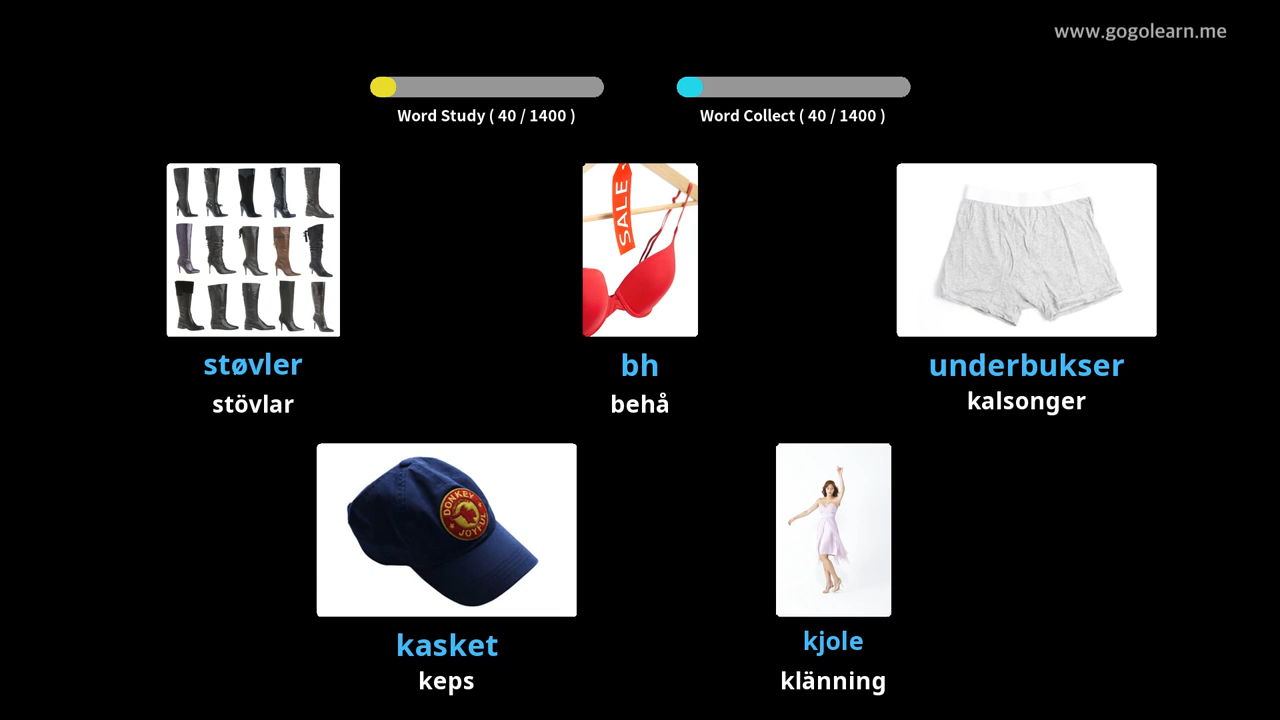 www.gogolearn.me
Word Study ( 40 / 1400 )
Word Collect ( 40 / 1400 )
SALE
støvler
stövlar
bh
behå
underbukser
kalsonger
DONKEY
JOYFUL
kasket
keps
kjole
klänning